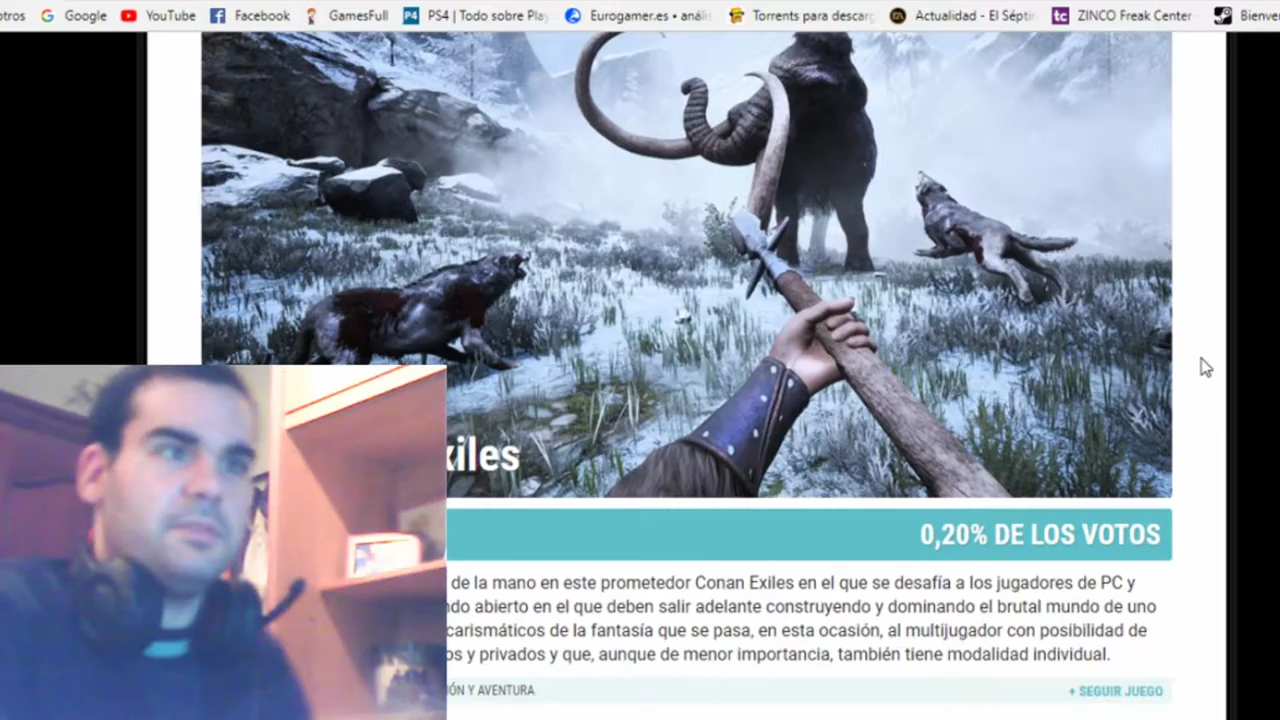 otros Google YouTube Facebook GamesFull PS4 | Todo sobre Play Eurogamer.es • anális Torrents para descarg Actualidad - El Séptim ZINCO Freak Center Bienve
xiles
0,20% DE LOS VOTOS
de la mano en este prometedor Conan Exiles en el que se desafía a los jugadores de PC y
ndo abierto en el que deben salir adelante construyendo y dominando el brutal mundo de uno
carismáticos de la fantasía que se pasa, en esta ocasión, al multijugador con posibilidad de
os y privados y que, aunque de menor importancia, también tiene modalidad individual.
IÓN Y AVENTURA
+ SEGUIR JUEGO